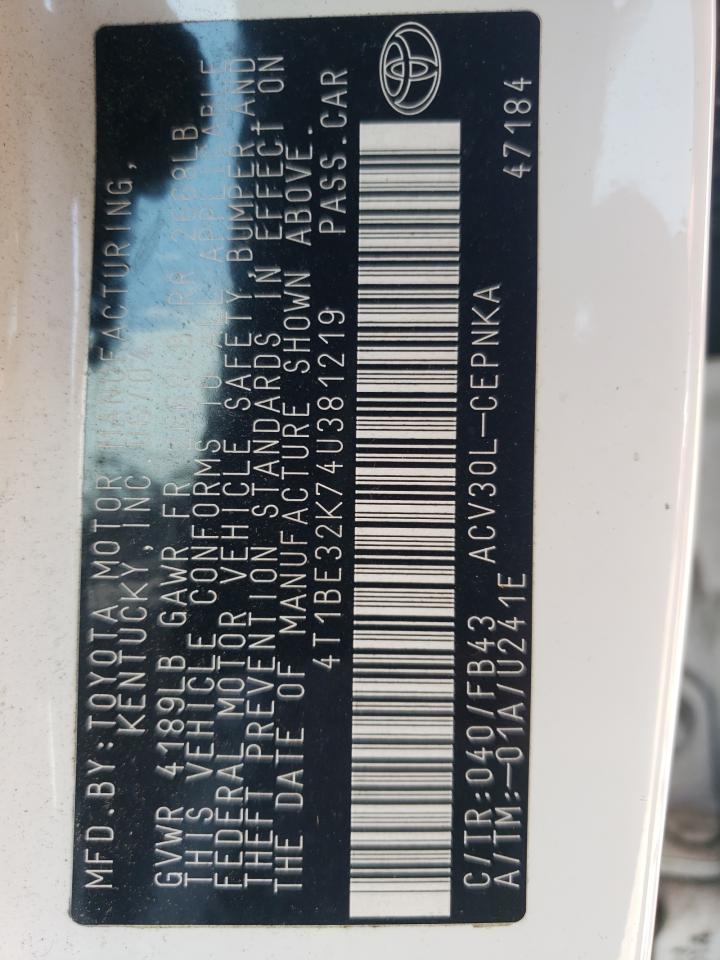 MFD.BY:TOYOTA MOTOR MANUFACTURING,
KENTUCKY, INC
GVWR 4189LB GAWR FR RR
THIS VEHICLE CONFORMS TO ALL APPLICABLE
FEDERAL MOTOR VEHICLE SAFETY, BUMPER AND
THEFT PREVENTION STANDARDS IN EFFECT ON
THE DATE OF MANUFACTURE SHOWN ABOVE.
4T1BE32K74U381219 PASS.CAR
C/TR:040/FB43 ACV30L-CEPNKA
A/TM:-01A/U241E 47184